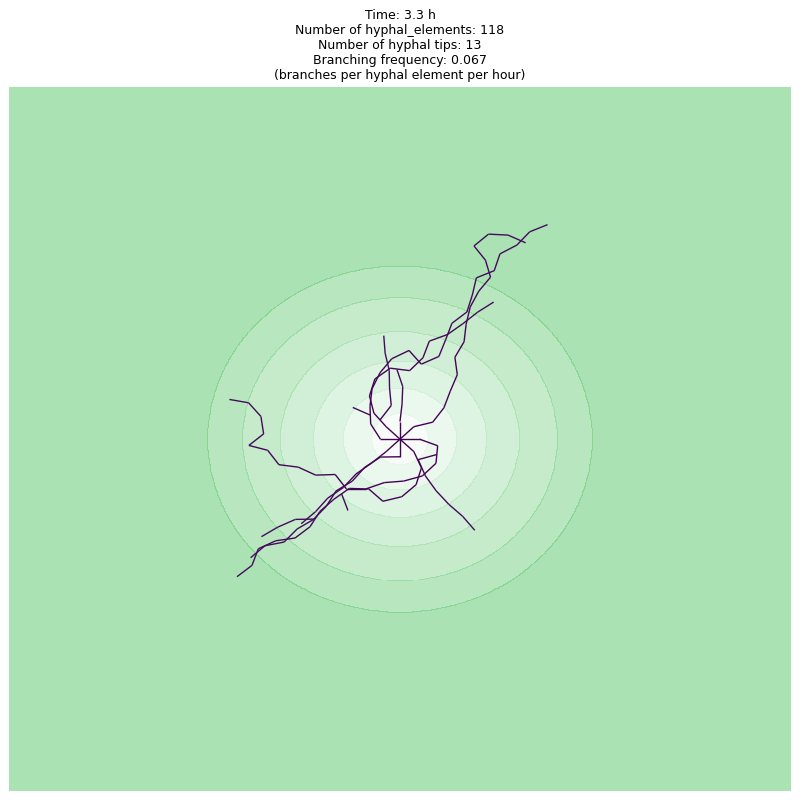 Time: 3.3 h
Number of hyphal_elements: 118
Number of hyphal tips: 13
Branching frequency: 0.067
(branches per hyphal element per hour)